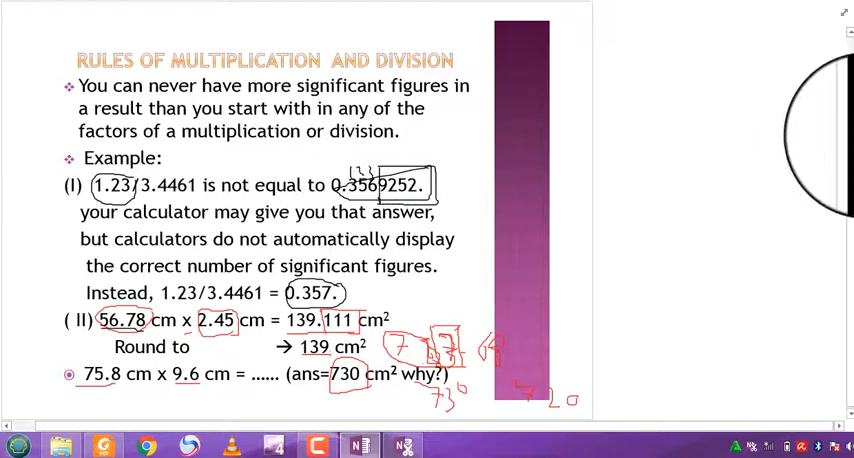 RULES OF MULTIPLICATION AND DIVISION
You can never have more significant figures in
a result than you start with in any of the
factors of a multiplication or division.
Example:
(I) 1.23/3.4461 is not equal to 0.3569252.
your calculator may give you that answer,
but calculators do not automatically display
the correct number of significant figures.
Instead, 1.23/3.4461 = 0.357.
( II) 56.78 cm x 2.45 cm = 139.111 cm²
Round to → 139 cm²
75.8 cm x 9.6 cm = ...... (ans=730 cm² why?)
730
720